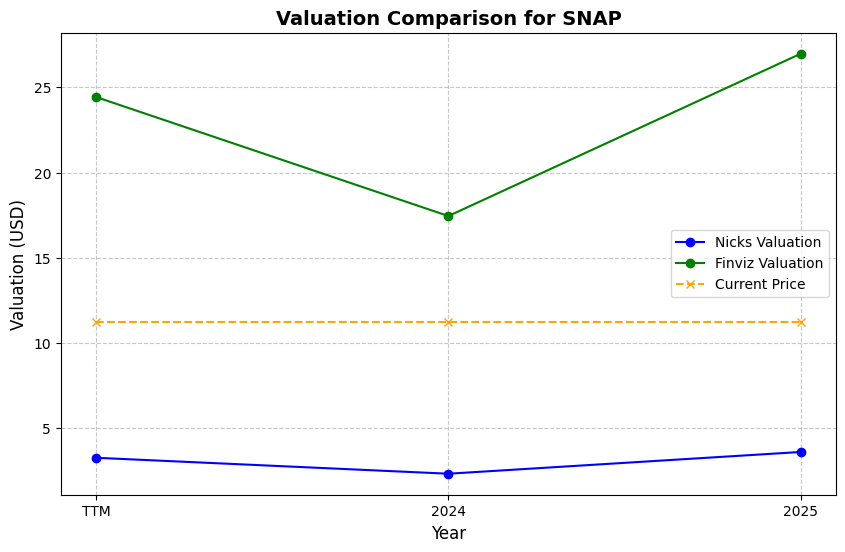 Valuation Comparison for SNAP
Valuation (USD)
25
20
15
10
5
Nicks Valuation
Finviz Valuation
Current Price
TTM
2024
2025
Year